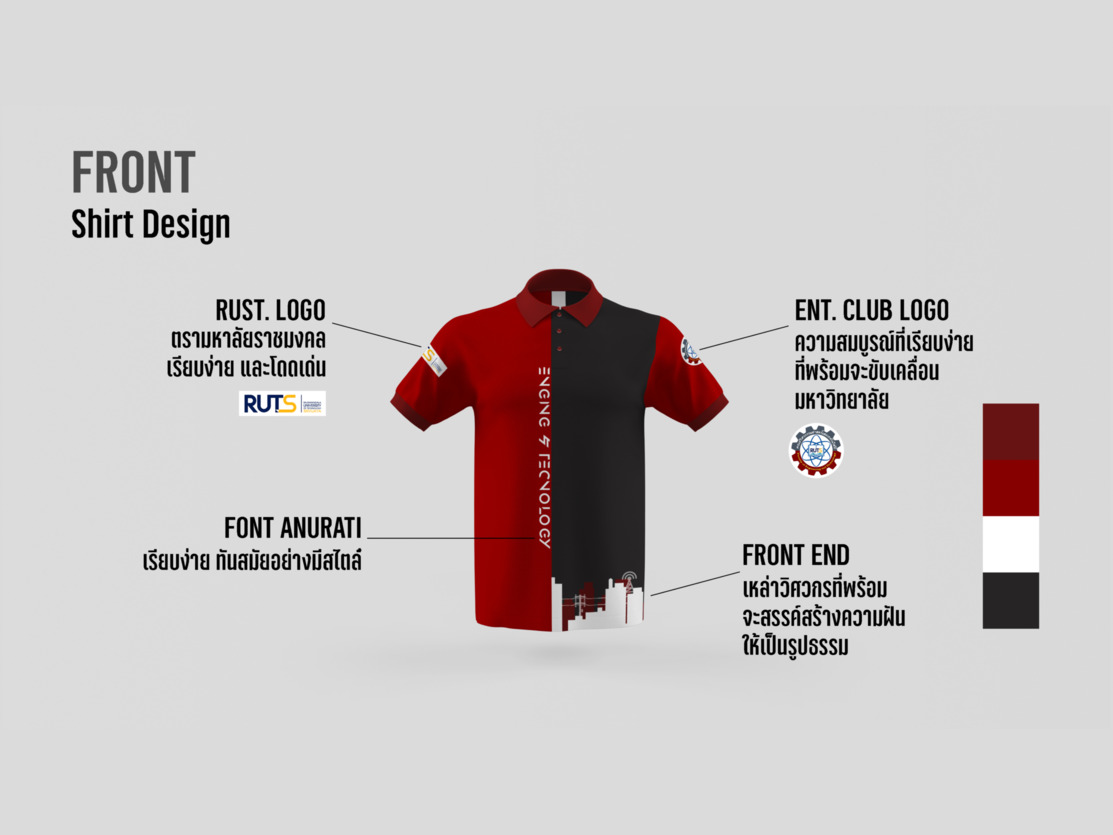 FRONT
Shirt Design
RUST. LOGO
ตรามหาลัยราชมงคล
เรียบง่าย และโดดเด่น
RUTS
ENT. CLUB LOGO
ความสมบูรณ์ที่เรียบง่าย
ที่พร้อมจะขับเคลื่อน
มหาวิทยาลัย
RUTS
ENGING & TECNOLOGY
FONT ANURATI
เรียบง่าย ทันสมัยอย่างมีสไตล์
FRONT END
เหล่าวิศวกรที่พร้อม
จะสรรค์สร้างความฝัน
ให้เป็นรูปธรรม